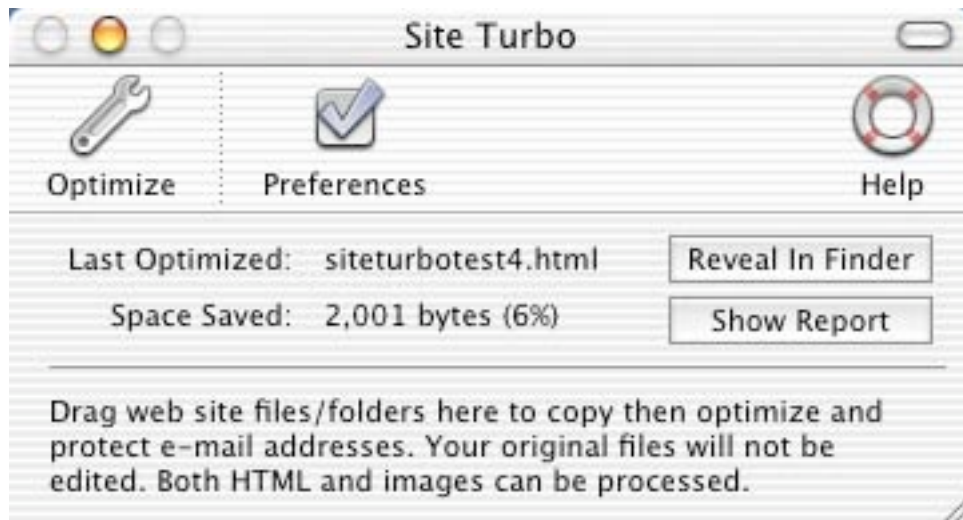 Site Turbo
Optimize
Preferences
Help
Last Optimized: siteturbotest4.html
Reveal In Finder
Space Saved: 2,001 bytes (6%)
Show Report
Drag web site files/folders here to copy then optimize and
protect e-mail addresses. Your original files will not be
edited. Both HTML and images can be processed.